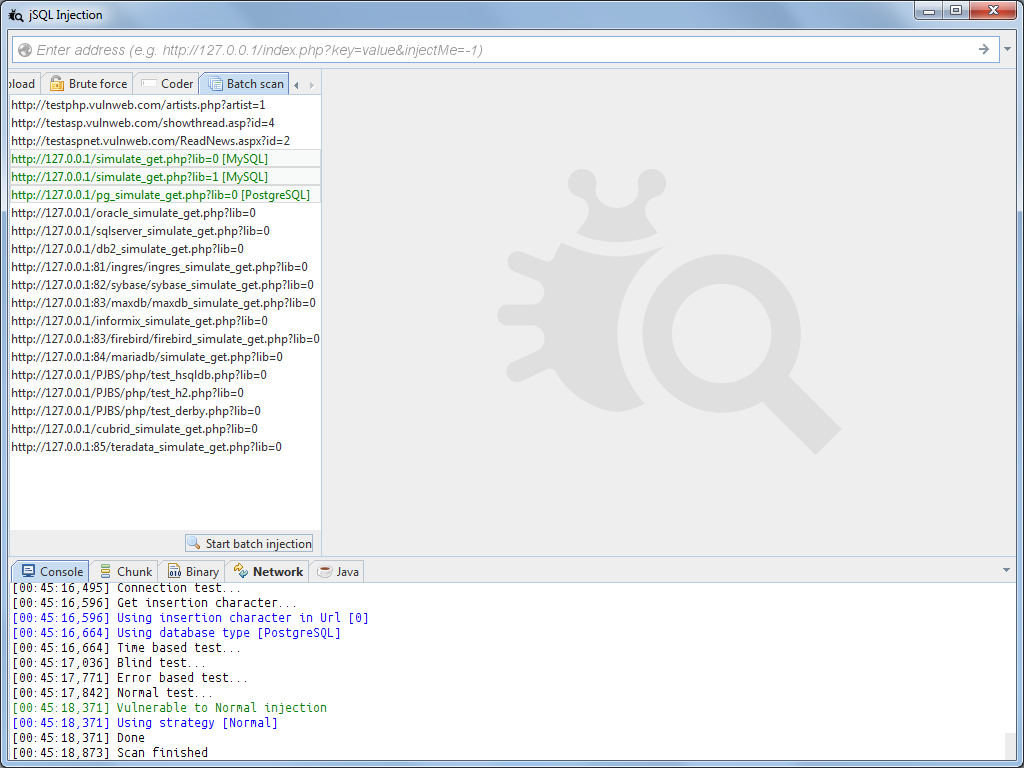 jSQL Injection
Enter address (e.g. http://127.0.0.1/index.php?key=value&injectMe=-1)
pload Brute force Coder Batch scan
http://testphp.vulnweb.com/artists.php?artist=1
http://testasp.vulnweb.com/showthread.asp?id=4
http://testaspnet.vulnweb.com/ReadNews.aspx?id=2
http://127.0.0.1/simulate_get.php?lib=0 [MySQL]
http://127.0.0.1/simulate_get.php?lib=1 [MySQL]
http://127.0.0.1/pg_simulate_get.php?lib=0 [PostgreSQL]
http://127.0.0.1/oracle_simulate_get.php?lib=0
http://127.0.0.1/sqlserver_simulate_get.php?lib=0
http://127.0.0.1/db2_simulate_get.php?lib=0
http://127.0.0.1:81/ingres/ingres_simulate_get.php?lib=0
http://127.0.0.1:82/sybase/sybase_simulate_get.php?lib=0
http://127.0.0.1:83/maxdb/maxdb_simulate_get.php?lib=0
http://127.0.0.1/informix_simulate_get.php?lib=0
http://127.0.0.1:83/firebird/firebird_simulate_get.php?lib=0
http://127.0.0.1:84/mariadb/simulate_get.php?lib=0
http://127.0.0.1/PJBS/php/test_hsqldb.php?lib=0
http://127.0.0.1/PJBS/php/test_h2.php?lib=0
http://127.0.0.1/PJBS/php/test_derby.php?lib=0
http://127.0.0.1/cubrid_simulate_get.php?lib=0
http://127.0.0.1:85/teradata_simulate_get.php?lib=0
Start batch injection
Console Chunk Binary Network Java
[00:45:16,495] Connection test...
[00:45:16,596] Get insertion character...
[00:45:16,596] Using insertion character in Url [0]
[00:45:16,664] Using database type [PostgreSQL]
[00:45:16,664] Time based test...
[00:45:17,036] Blind test...
[00:45:17,771] Error based test...
[00:45:17,842] Normal test...
[00:45:18,371] Vulnerable to Normal injection
[00:45:18,371] Using strategy [Normal]
[00:45:18,371] Done
[00:45:18,873] Scan finished